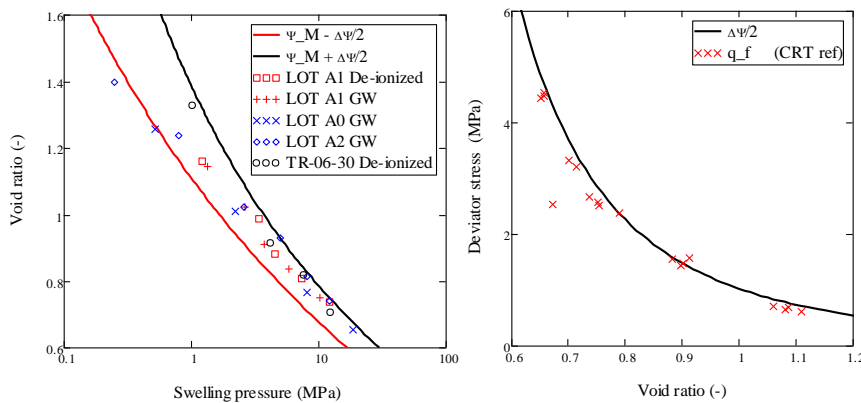 1.6
1.4
1.2
1
0.8
0.6
0.1
1
10
100
Void ratio (-)
Swelling pressure (MPa)
Ψ_M - ΔΨ/2
Ψ_M + ΔΨ/2
LOT A1 De-ionized
LOT A1 GW
LOT A0 GW
LOT A2 GW
TR-06-30 De-ionized
6
4
2
0
0.6
0.7
0.8
0.9
1
1.1
1.2
Deviator stress (MPa)
Void ratio (-)
ΔΨ/2
q_f (CRT ref)